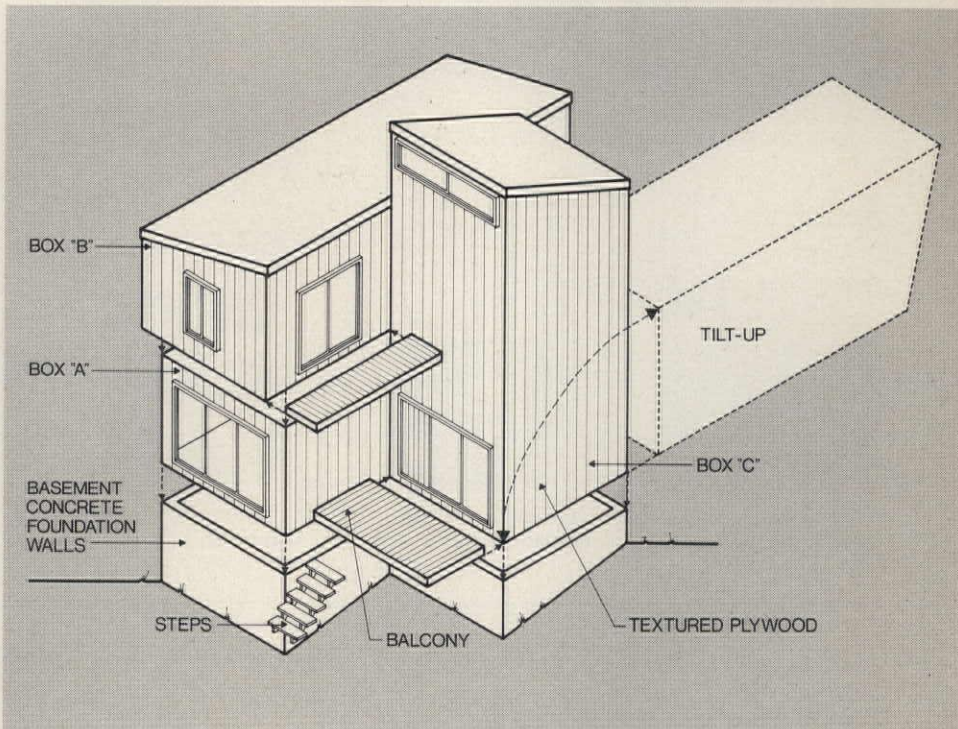 BOX "B"
BOX "A"
BASEMENT
CONCRETE
FOUNDATION
WALLS
STEPS
BALCONY
TILT-UP
BOX "C"
TEXTURED PLYWOOD